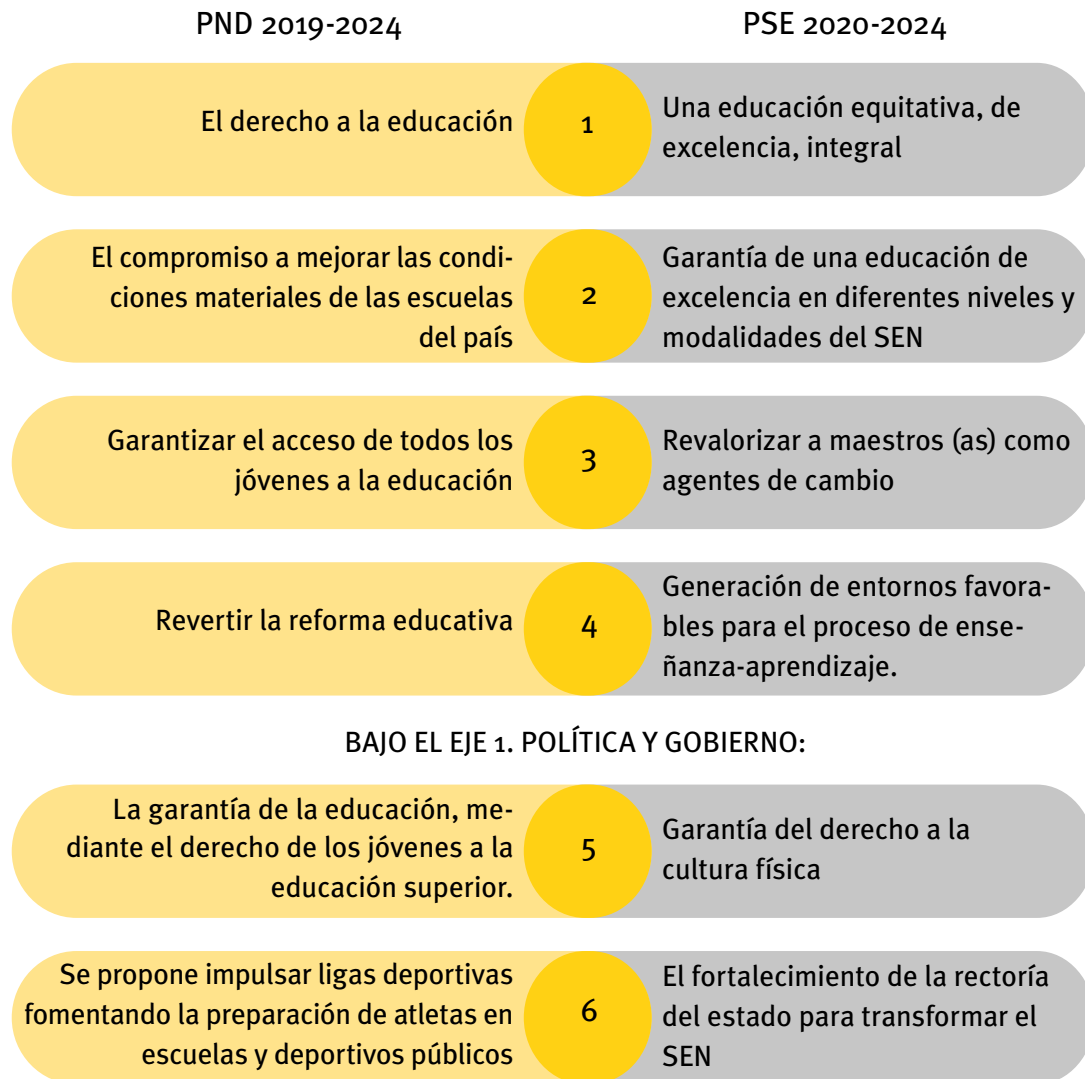 PND 2019-2024
PSE 2020-2024
El derecho a la educación
1
Una educación equitativa, de
excelencia, integral
El compromiso a mejorar las condi-
ciones materiales de las escuelas
del país
2
Garantía de una educación de
excelencia en diferentes niveles y
modalidades del SEN
Garantizar el acceso de todos los
jóvenes a la educación
3
Revalorizar a maestros (as) como
agentes de cambio
Revertir la reforma educativa
4
Generación de entornos favora-
bles para el proceso de ense-
ñanza-aprendizaje.
BAJO EL EJE 1. POLÍTICA Y GOBIERNO:
La garantía de la educación, me-
diante el derecho de los jóvenes a la
educación superior.
5
Garantía del derecho a la
cultura física
Se propone impulsar ligas deportivas
fomentando la preparación de atletas en
escuelas y deportivos públicos
6
El fortalecimiento de la rectoría
del estado para transformar el
SEN